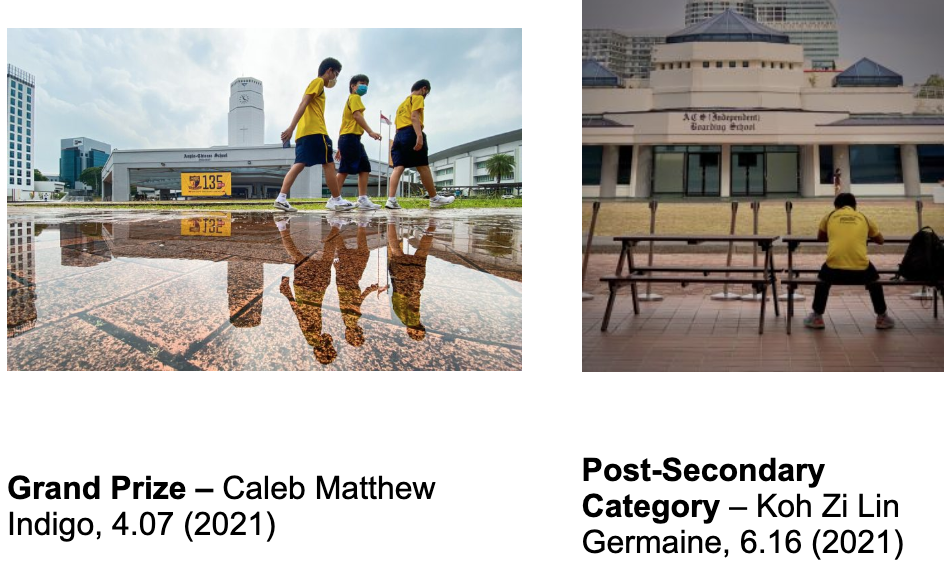 Anglo-Chinese School
135
A C S (Independent)
Boarding School
Grand Prize – Caleb Matthew
Indigo, 4.07 (2021)
Post-Secondary
Category – Koh Zi Lin
Germaine, 6.16 (2021)